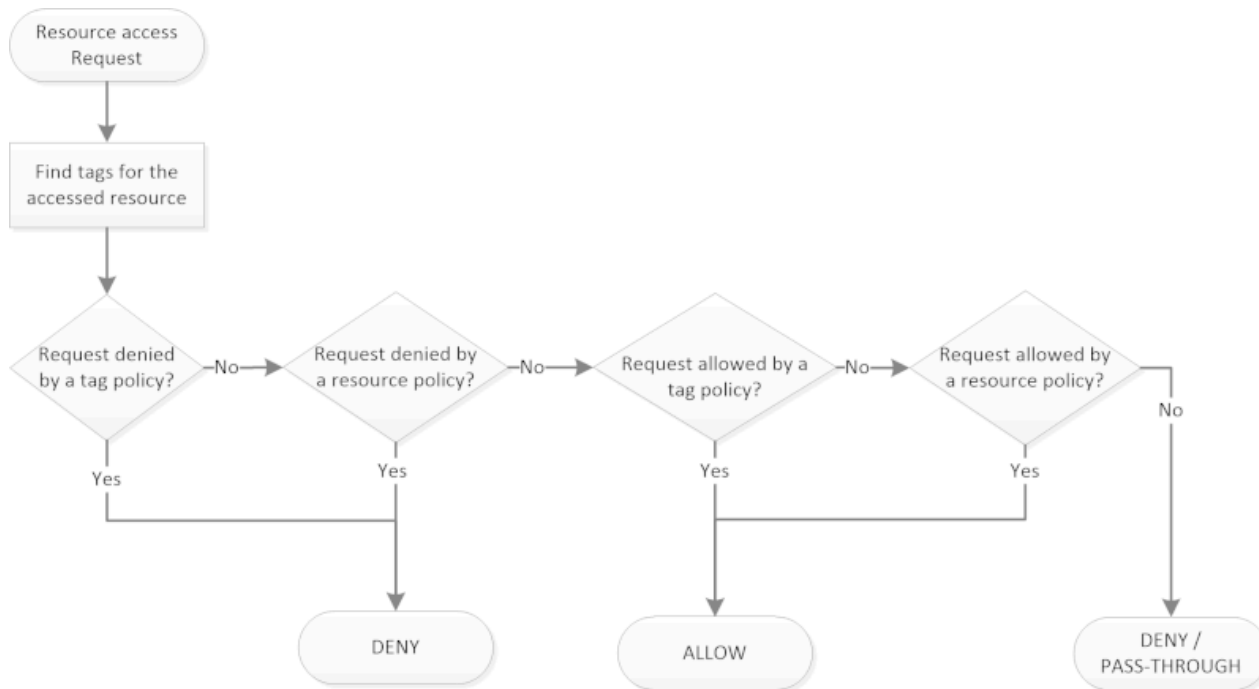 Resource access
Request
Find tags for the
accessed resource
Request denied
by a tag policy?
No
Request denied by
a resource policy?
No
Request allowed by a
tag policy?
No
Request allowed by
a resource policy?
No
Yes
Yes
Yes
Yes
DENY
ALLOW
DENY /
PASS-THROUGH